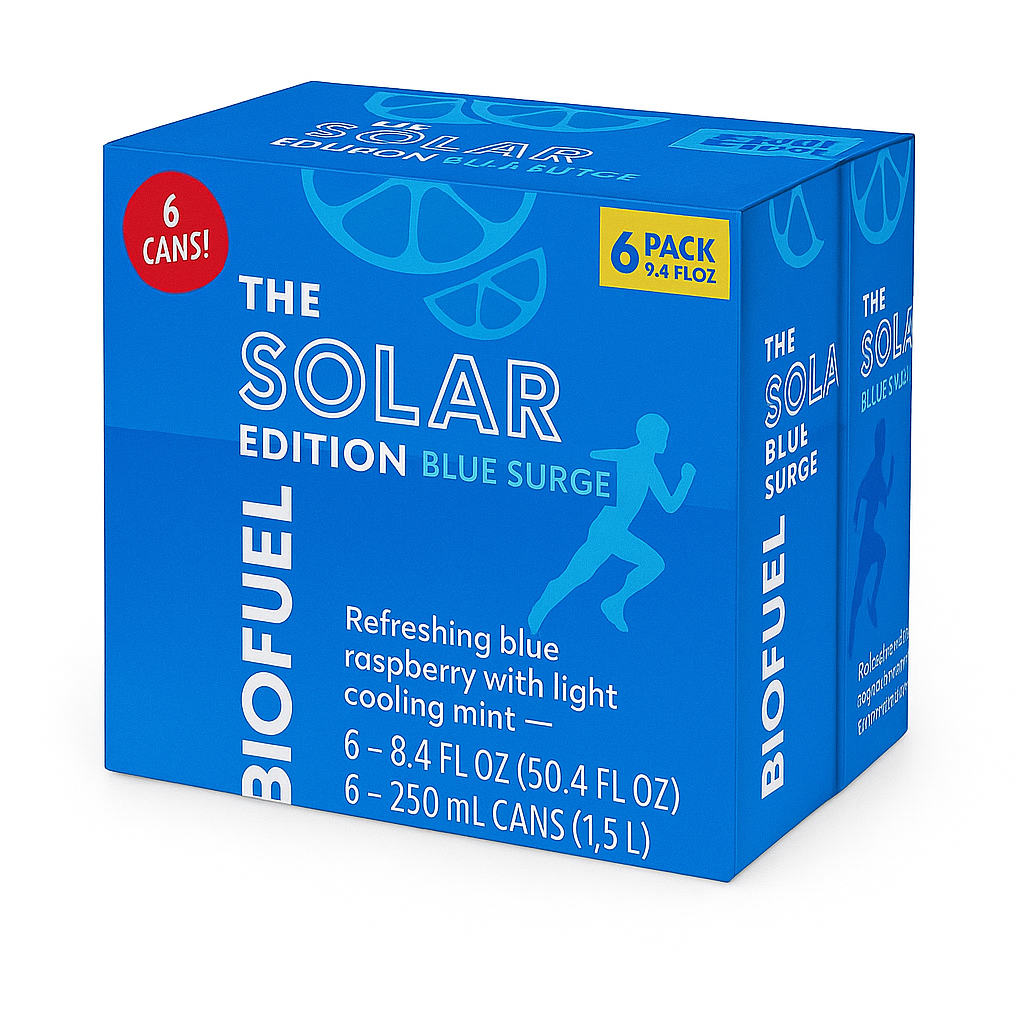 SOLAR
6
CANS!
6 PACK
9.4 FLOZ
THE
SOLAR
EDITION BLUE SURGE
BIOFUEL
Refreshing blue
raspberry with light
cooling mint —
6 – 8.4 FL OZ (50.4 FL OZ)
6 – 250 mL CANS (1,5 L)
THE
SOLA
BLUE
SURGE
BIOFUEL
THE
SOLA